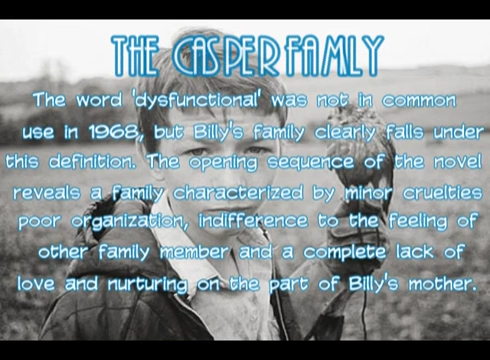 THE CASPER FAMILY
The word 'dysfunctional' was not in common
use in 1968, but Billy's family clearly falls under
this definition. The opening sequence of the novel
reveals a family characterized by minor cruelties
poor organization, indifference to the feeling of
other family member and a complete lack of
love and nurturing on the part of Billy's mother.